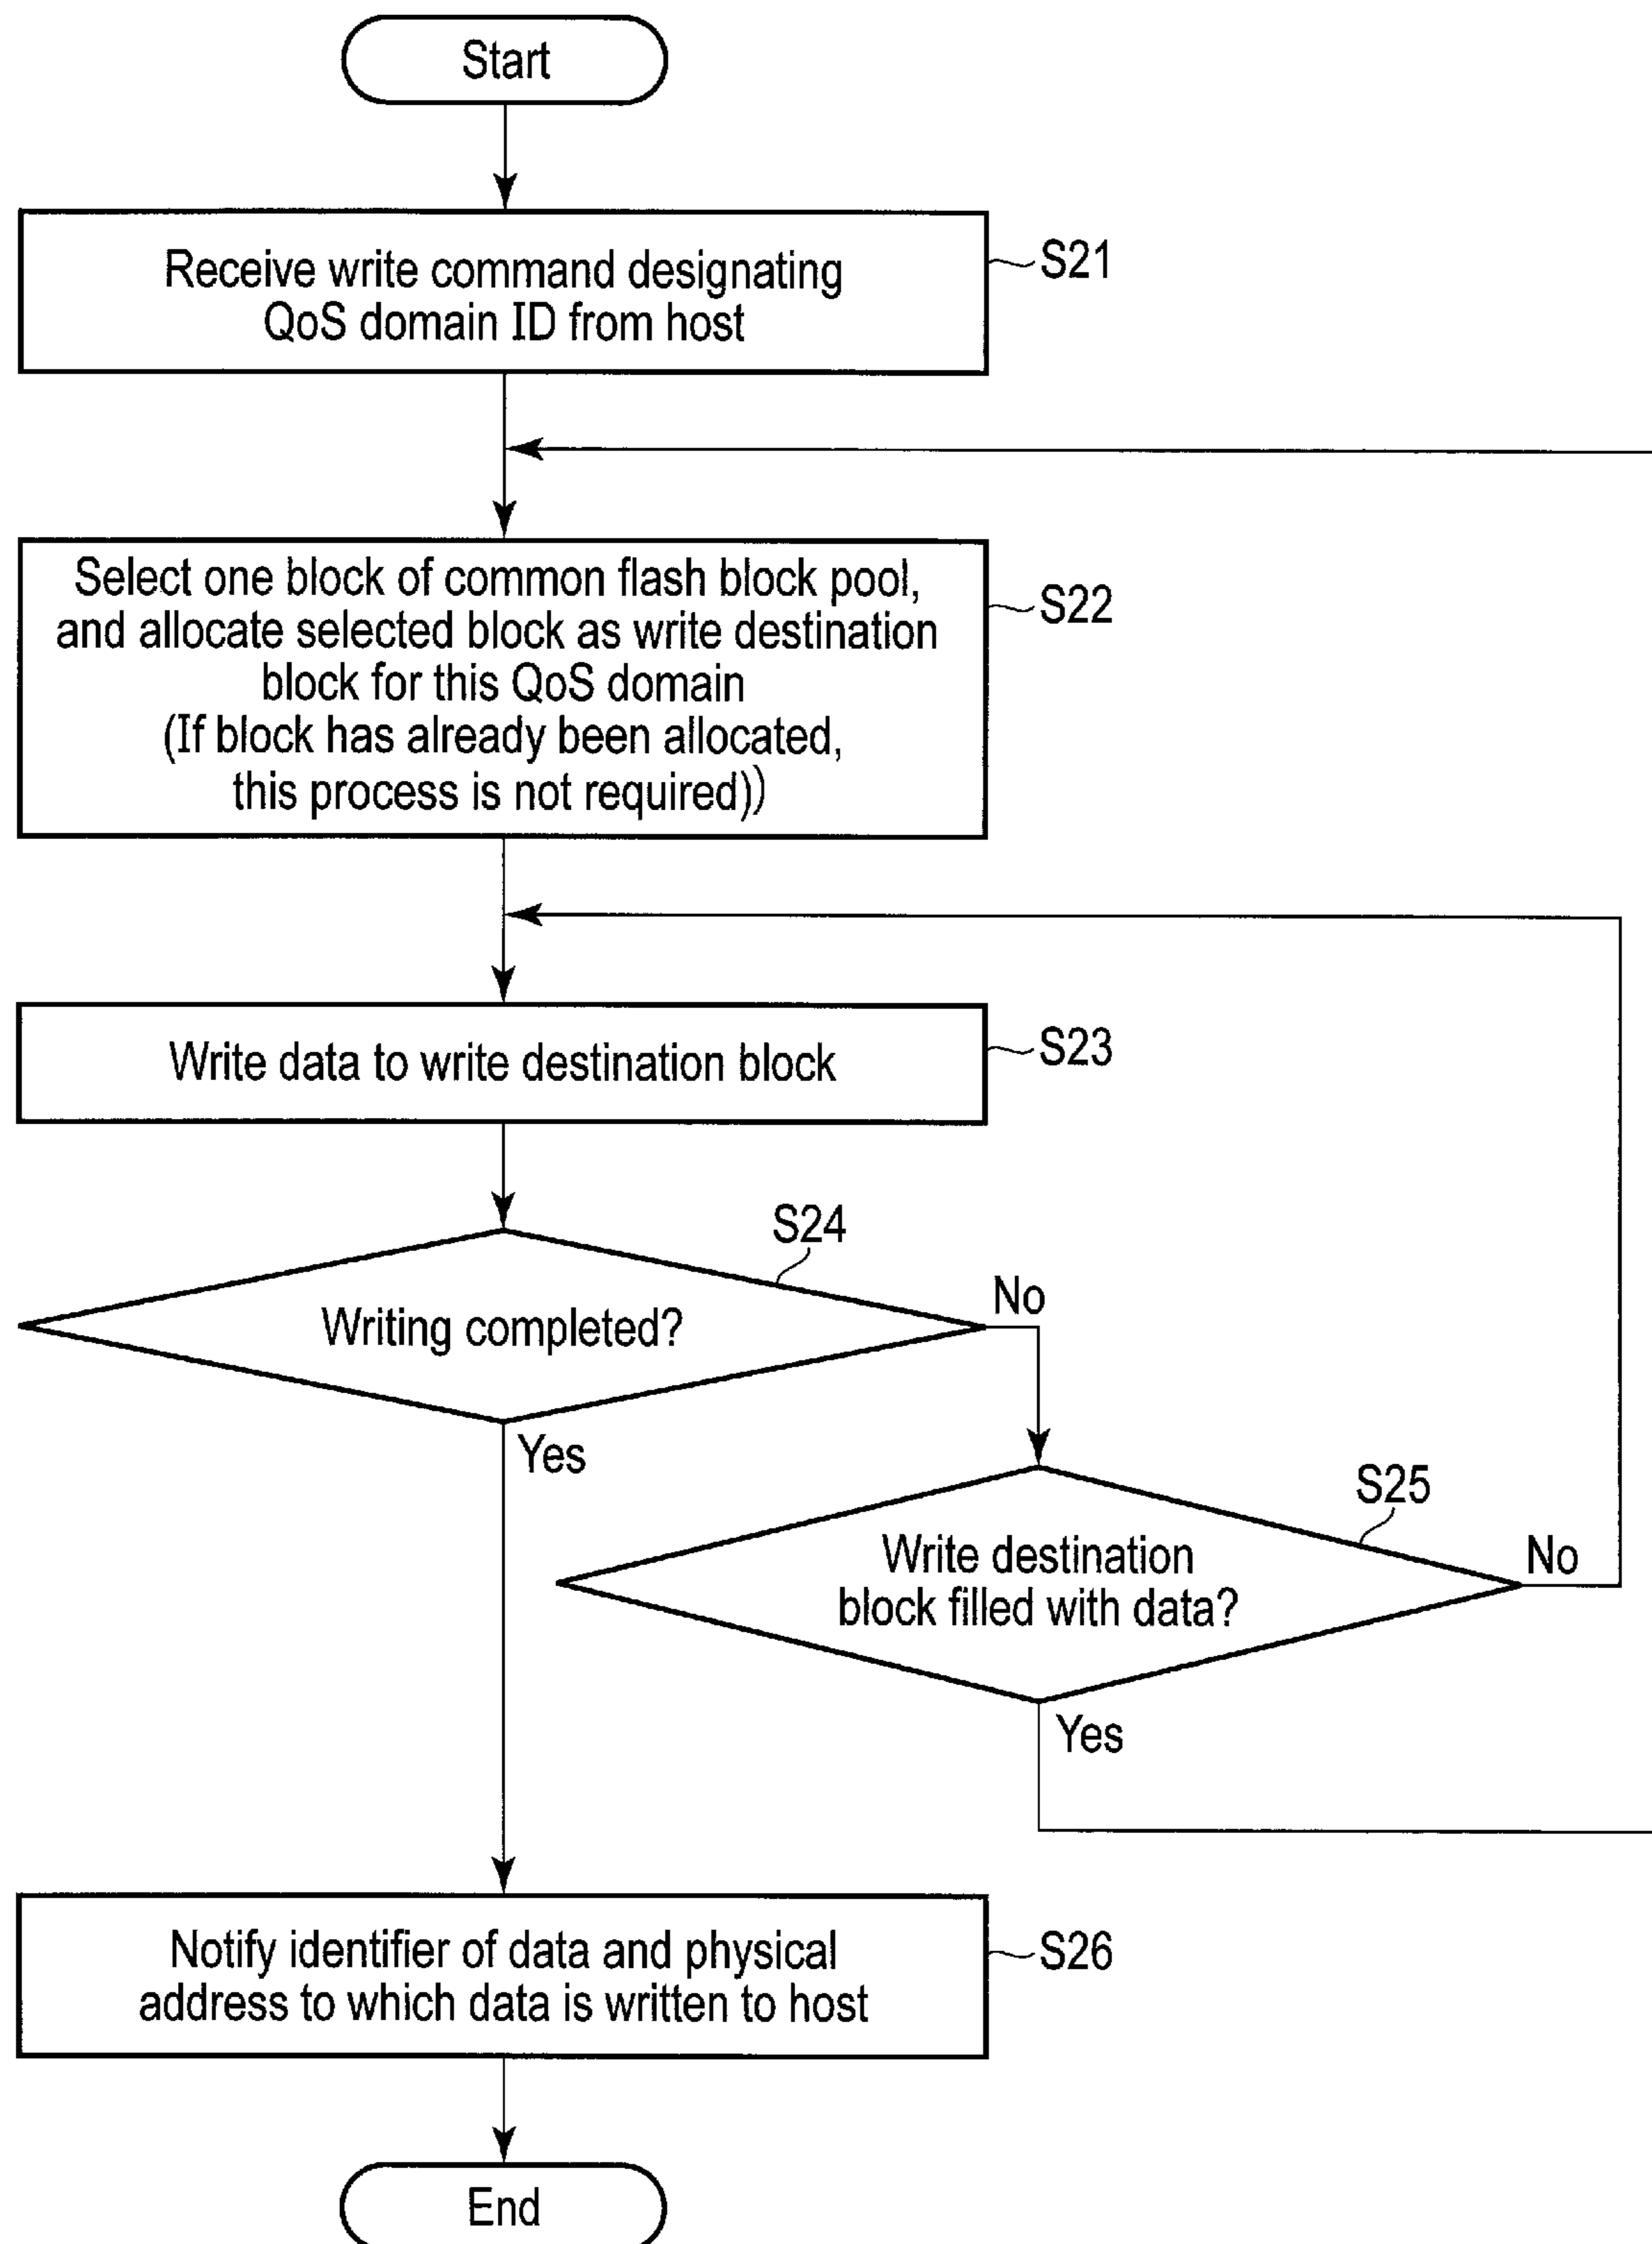 Start
Receive write command designating
QoS domain ID from host
S21
Select one block of common flash block pool,
and allocate selected block as write destination
block for this QoS domain
(If block has already been allocated,
this process is not required))
S22
Write data to write destination block
S23
S24
Writing completed?
No
Yes
S25
Write destination
block filled with data?
No
Yes
Notify identifier of data and physical
address to which data is written to host
S26
End